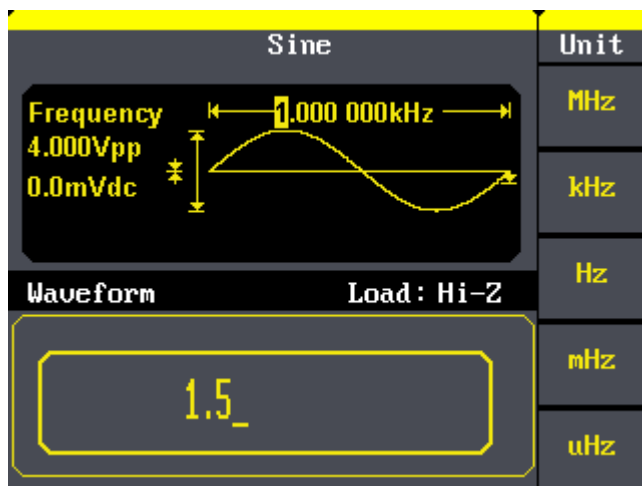 Sine
Unit
Frequency
1.000 000kHz
4.000Vpp
0.0mVdc
MHz
kHz
Hz
mHz
uHz
Waveform
Load: Hi-Z
1.5_